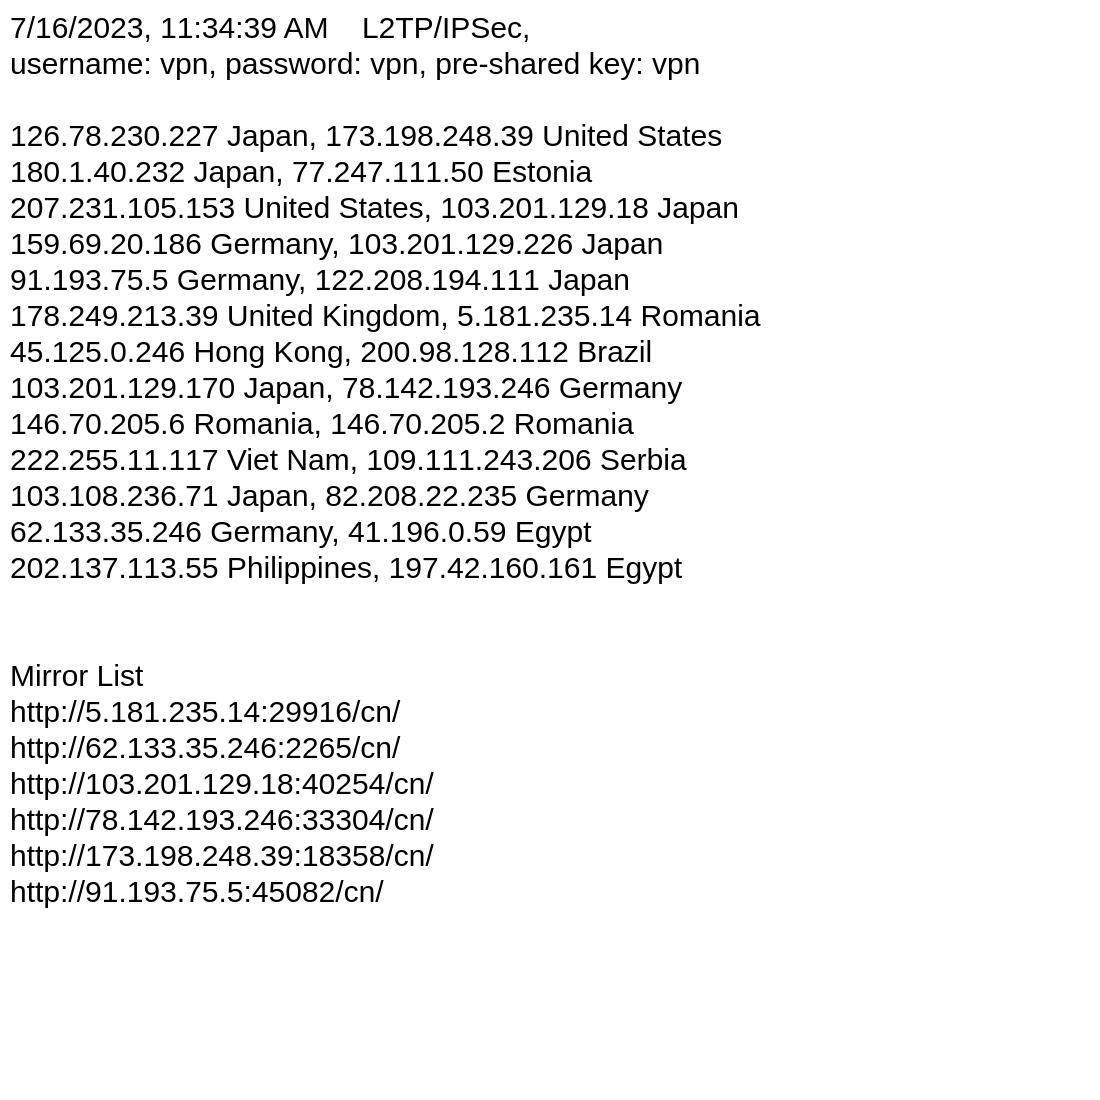 7/16/2023, 11:34:39 AM    L2TP/IPSec,
username: vpn, password: vpn, pre-shared key: vpn
126.78.230.227 Japan, 173.198.248.39 United States
180.1.40.232 Japan, 77.247.111.50 Estonia
207.231.105.153 United States, 103.201.129.18 Japan
159.69.20.186 Germany, 103.201.129.226 Japan
91.193.75.5 Germany, 122.208.194.111 Japan
178.249.213.39 United Kingdom, 5.181.235.14 Romania
45.125.0.246 Hong Kong, 200.98.128.112 Brazil
103.201.129.170 Japan, 78.142.193.246 Germany
146.70.205.6 Romania, 146.70.205.2 Romania
222.255.11.117 Viet Nam, 109.111.243.206 Serbia
103.108.236.71 Japan, 82.208.22.235 Germany
62.133.35.246 Germany, 41.196.0.59 Egypt
202.137.113.55 Philippines, 197.42.160.161 Egypt
Mirror List
http://5.181.235.14:29916/cn/
http://62.133.35.246:2265/cn/
http://103.201.129.18:40254/cn/
http://78.142.193.246:33304/cn/
http://173.198.248.39:18358/cn/
http://91.193.75.5:45082/cn/